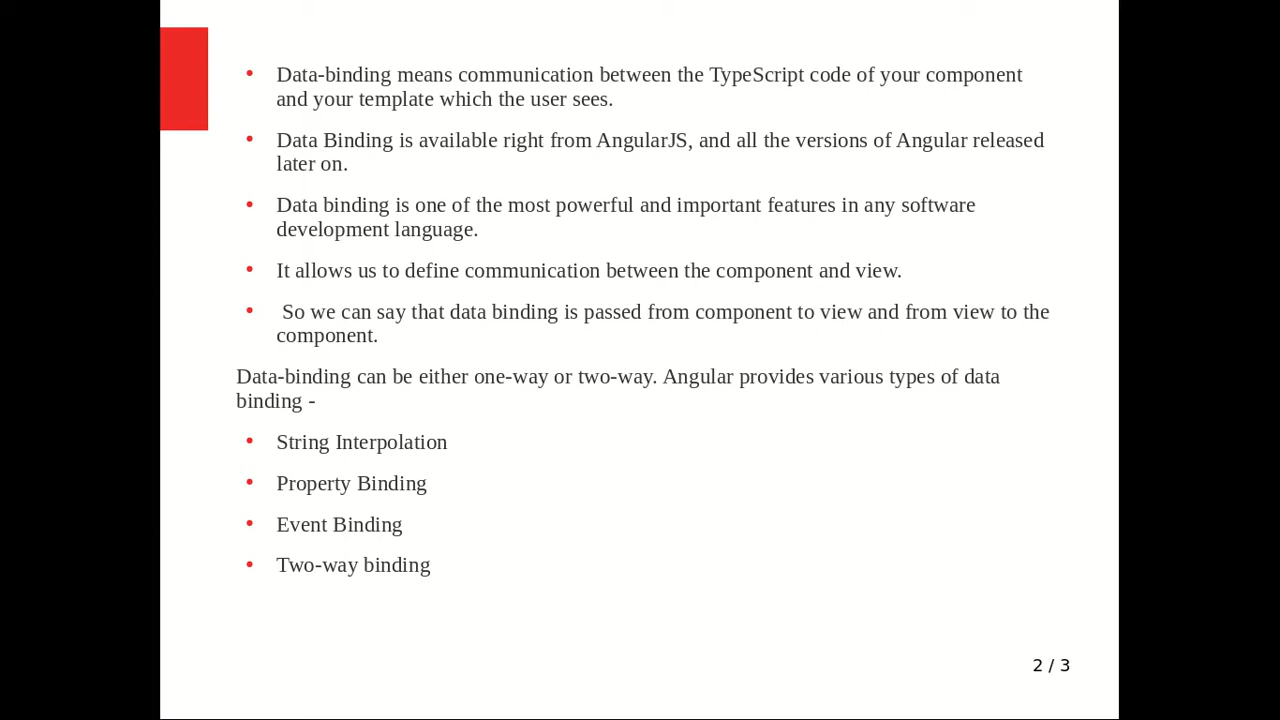 • Data-binding means communication between the TypeScript code of your component
and your template which the user sees.
• Data Binding is available right from AngularJS, and all the versions of Angular released
later on.
• Data binding is one of the most powerful and important features in any software
development language.
• It allows us to define communication between the component and view.
• So we can say that data binding is passed from component to view and from view to the
component.
Data-binding can be either one-way or two-way. Angular provides various types of data
binding -
• String Interpolation
• Property Binding
• Event Binding
• Two-way binding
2 / 3